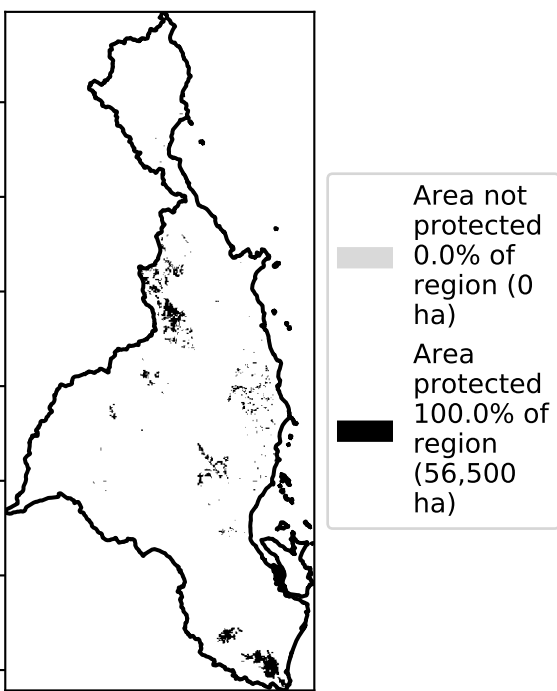 Area not
protected
0.0% of
region (0
ha)
Area
protected
100.0% of
region
(56,500
ha)